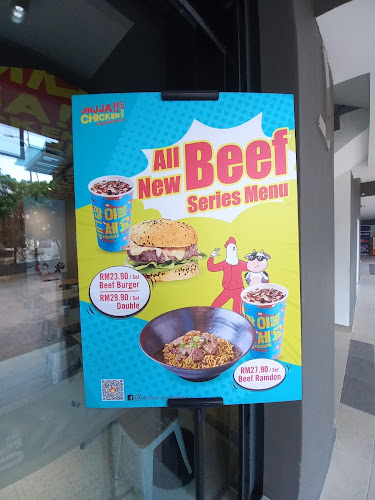 JINJJA!
CHICKEN
All
New
Beef
Series Menu
RM23.90 / Set
Beef Burger
RM29.90 / Set
Double
RM27.90 / Set
Beef Ramdon